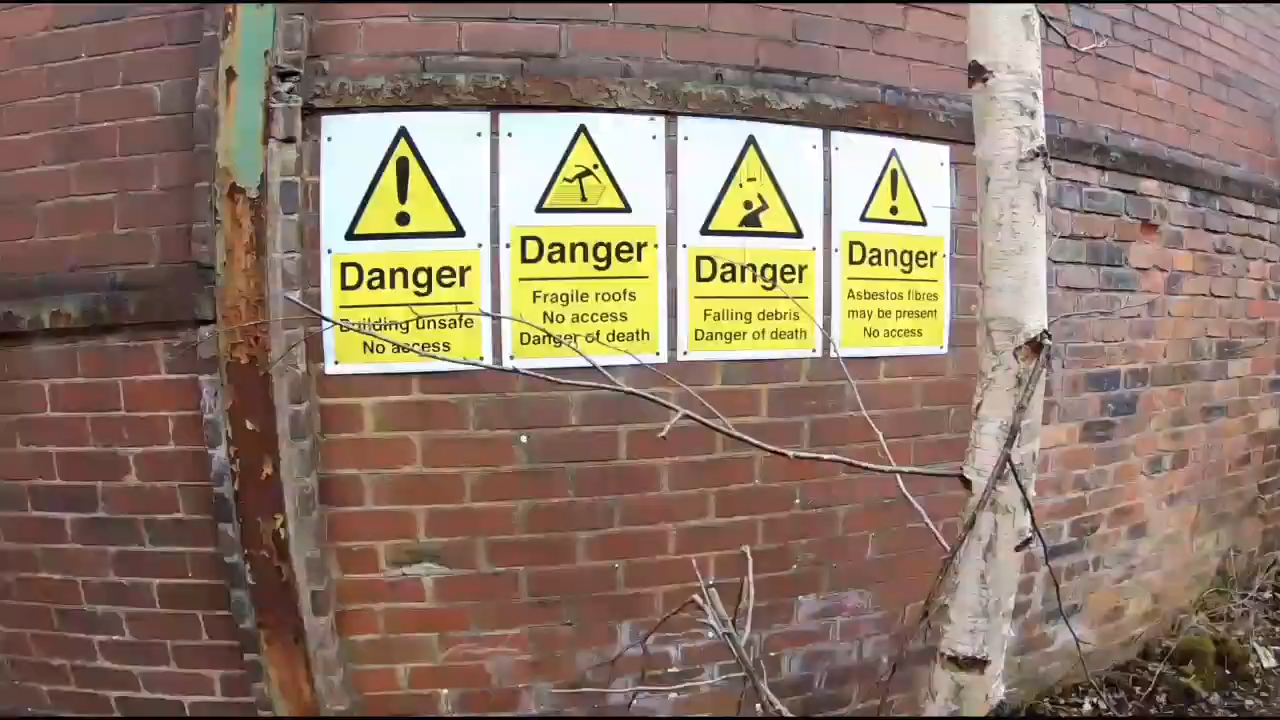 Danger
Building unsafe
No access
Danger
Fragile roofs
No access
Danger of death
Danger
Falling debris
Danger of death
Danger
Asbestos fibres
may be present
No access